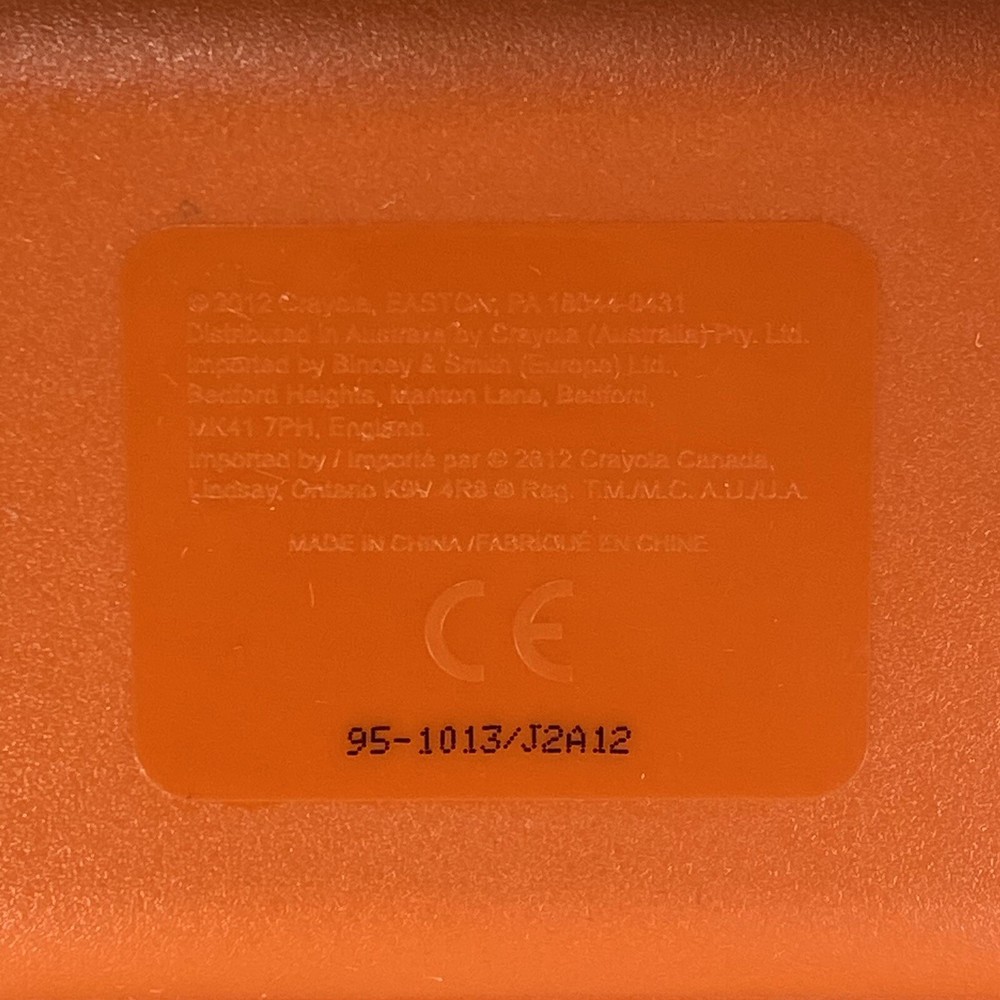 © 2012 Crayola, EASTON, PA 18044-0431
Distributed in Australia by Crayola (Australia) Pty. Ltd.
Imported by Binney & Smith (Europe) Ltd.,
Bedford Heights, Manton Lane, Bedford,
MK41 7PH, England.
Imported by / Importé par © 2012 Crayola Canada,
Lindsay, Ontario K9V 4R8 ® Reg. T.M./M.C. A.U./U.A.
MADE IN CHINA /FABRIQUÉ EN CHINE
CE
95-1013/J2A12